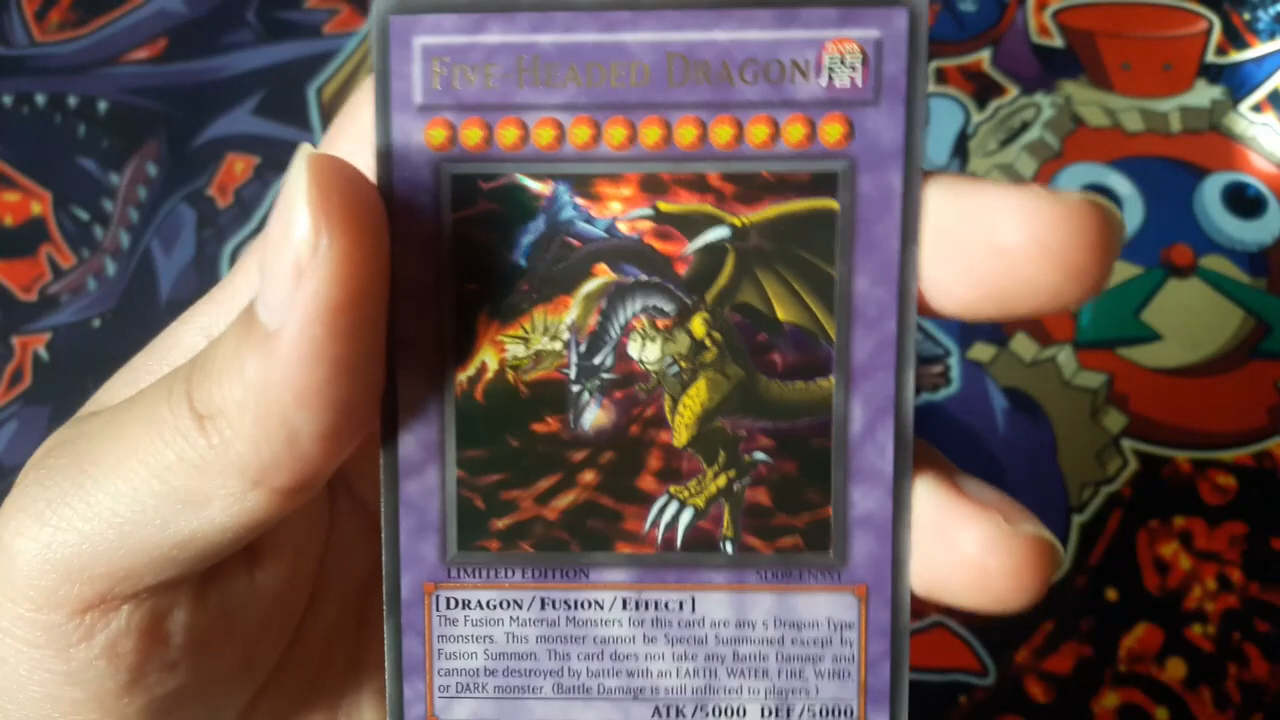 FIVE-HEADED DRAGON
DARK
闇
LIMITED EDITION SD09-ENSS1
[DRAGON/FUSION/EFFECT]
The Fusion Material Monsters for this card are any 5 Dragon-Type
monsters. This monster cannot be Special Summoned except by
Fusion Summon. This card does not take any Battle Damage and
cannot be destroyed by battle with an EARTH, WATER, FIRE, WIND,
or DARK monster. (Battle Damage is still inflicted to players.)
ATK/5000 DEF/5000